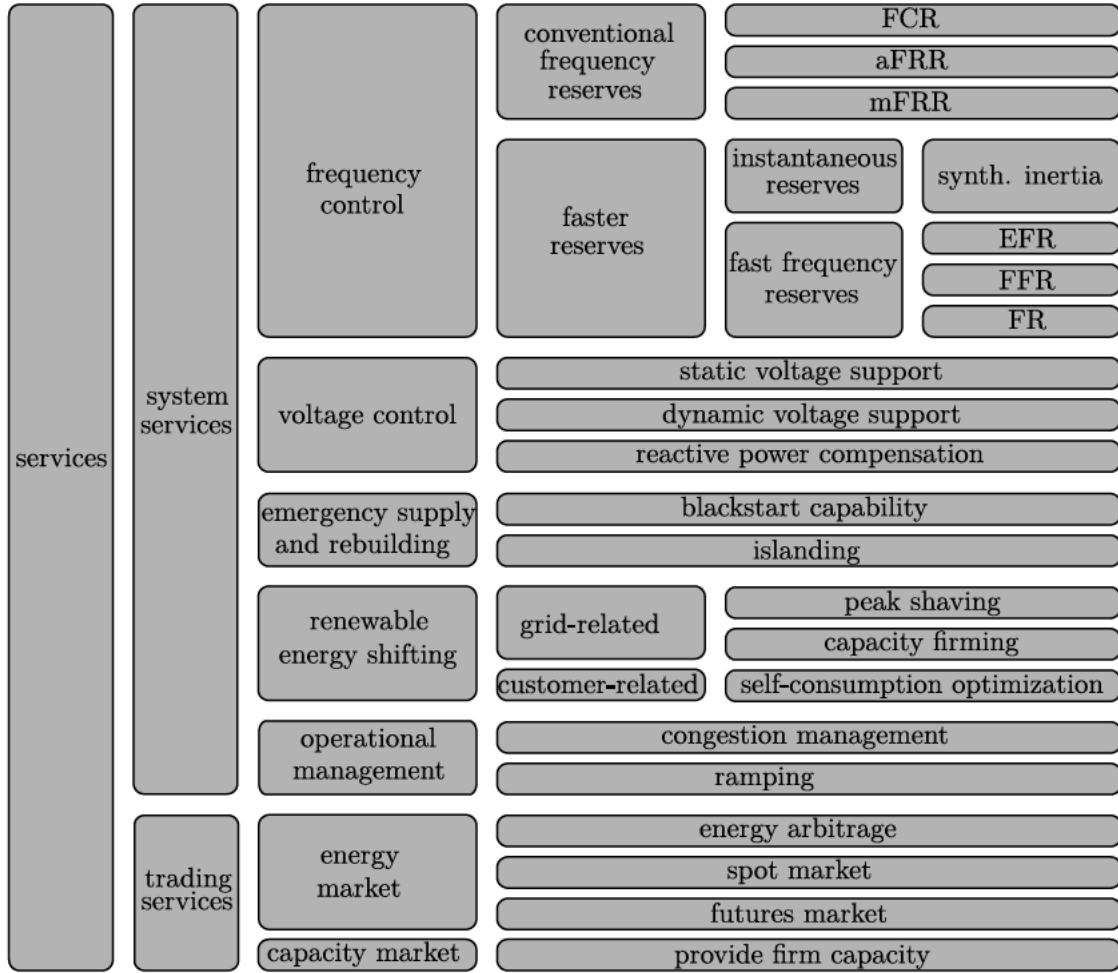 services
system
services
frequency
control
conventional
frequency
reserves
FCR
aFRR
mFRR
faster
reserves
instantaneous
reserves
synth. inertia
fast frequency
reserves
EFR
FFR
FR
voltage control
static voltage support
dynamic voltage support
reactive power compensation
emergency supply
and rebuilding
blackstart capability
islanding
renewable
energy shifting
grid-related
peak shaving
capacity firming
customer-related
self-consumption optimization
operational
management
congestion management
ramping
trading
services
energy
market
energy arbitrage
spot market
futures market
capacity market
provide firm capacity